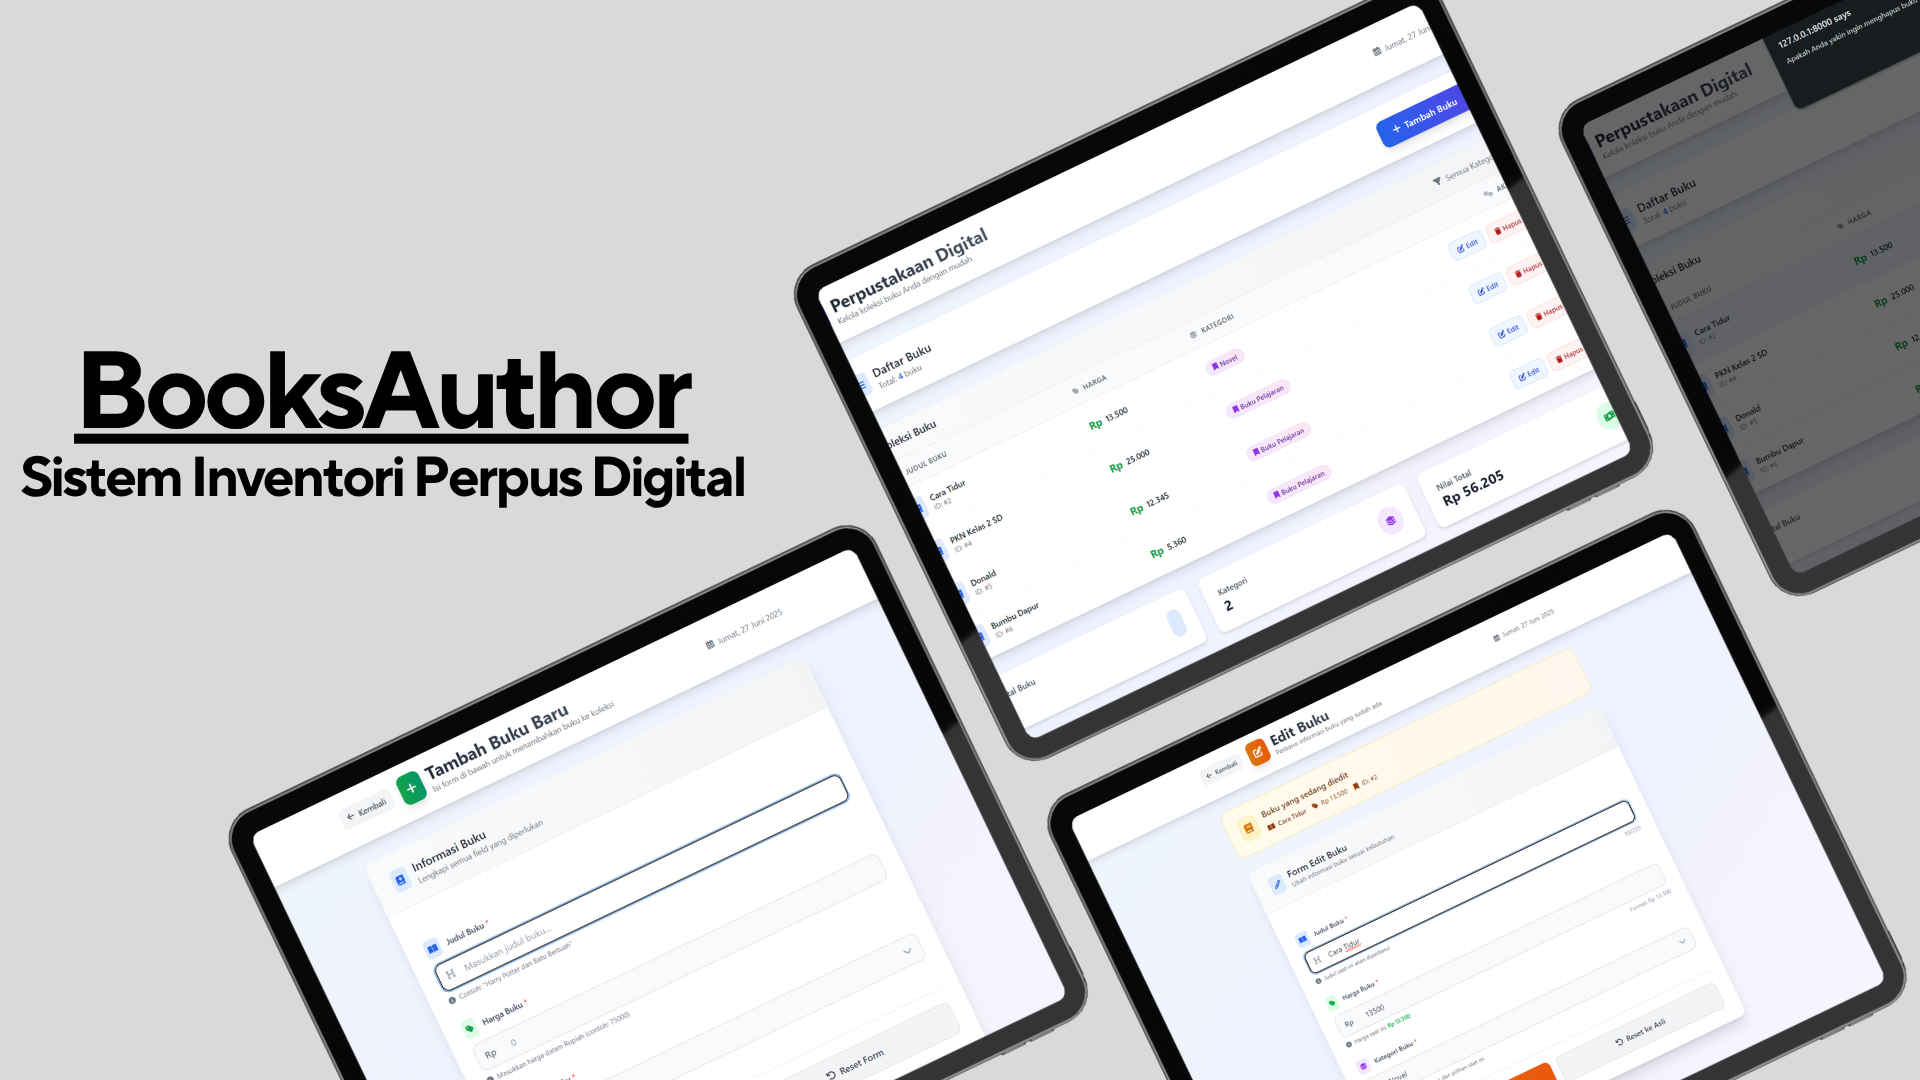 BooksAuthor
Sistem Inventori Perpus Digital
Perpustakaan Digital
Kelola koleksi buku Anda dengan mudah
Jumat, 27 Jun
Daftar Buku
Total: 4 buku
+ Tambah Buku
oleksi Buku
Semua Katego
JUDUL BUKU
HARGA
KATEGORI
AK
Cara Tidur
ID: #2
Rp 13.500
Novel
Edit
Hapus
PKN Kelas 2 SD
ID: #4
Rp 25.000
Buku Pelajaran
Edit
Hapus
Donald
ID: #5
Rp 12.345
Buku Pelajaran
Edit
Hapus
Bumbu Dapur
ID: #6
Rp 5.360
Buku Pelajaran
Edit
Hapus
tal Buku
Kategori
2
Nilai Total
Rp 56.205
127.0.0.1:8000 says
Apakah Anda yakin ingin menghapus buku
Perpustakaan Digital
Kelola koleksi buku Anda dengan mudah
Daftar Buku
Total: 4 buku
oleksi Buku
JUDUL BUKU
HARGA
Cara Tidur
ID: #2
Rp 13.500
PKN Kelas 2 SD
ID: #4
Rp 25.000
Donald
ID: #5
Rp 12.
Bumbu Dapur
ID: #6
Rp
tal Buku
Jumat, 27 Juni 2025
← Kembali
Tambah Buku Baru
Isi form di bawah untuk menambahkan buku ke koleksi
Informasi Buku
Lengkapi semua field yang diperlukan
Judul Buku *
Masukkan judul buku...
Contoh: "Harry Potter dan Batu Bertuah"
Harga Buku *
Rp 0
Masukkan harga dalam Rupiah (contoh: 75000)
Reset Form
Jumat, 27 Juni 2025
← Kembali
Edit Buku
Perbarui informasi buku yang sudah ada
Buku yang sedang diedit
Cara Tidur Rp 13.500 ID: #2
Form Edit Buku
Ubah informasi buku sesuai kebutuhan
Judul Buku *
Cara Tidur
10/255
Judul saat ini akan diperbarui
Harga Buku *
Rp 13500
Format: Rp 13.500
Harga saat ini: Rp 13.500
Kategori Buku *
Novel
dari pilihan saat ini
Reset ke Asli